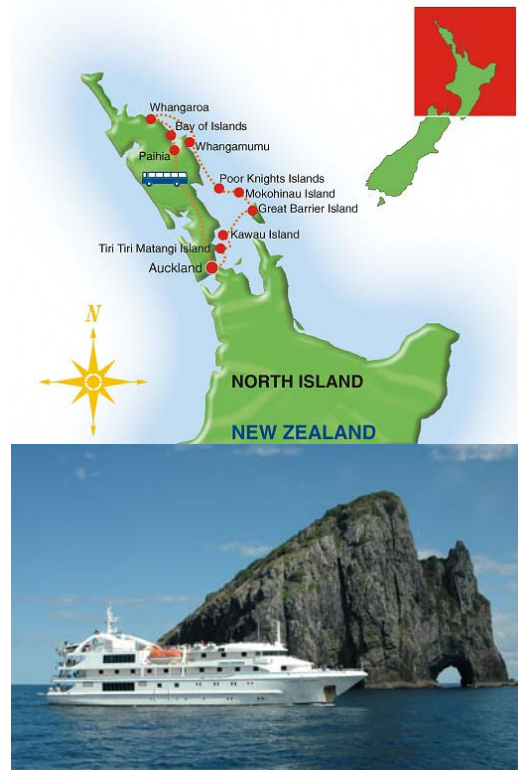 Whangaroa
Bay of Islands
Whangamumu
Paihia
Poor Knights Islands
Mokohinau Island
Great Barrier Island
Kawau Island
Tiri Tiri Matangi Island
Auckland
N
NORTH ISLAND
NEW ZEALAND